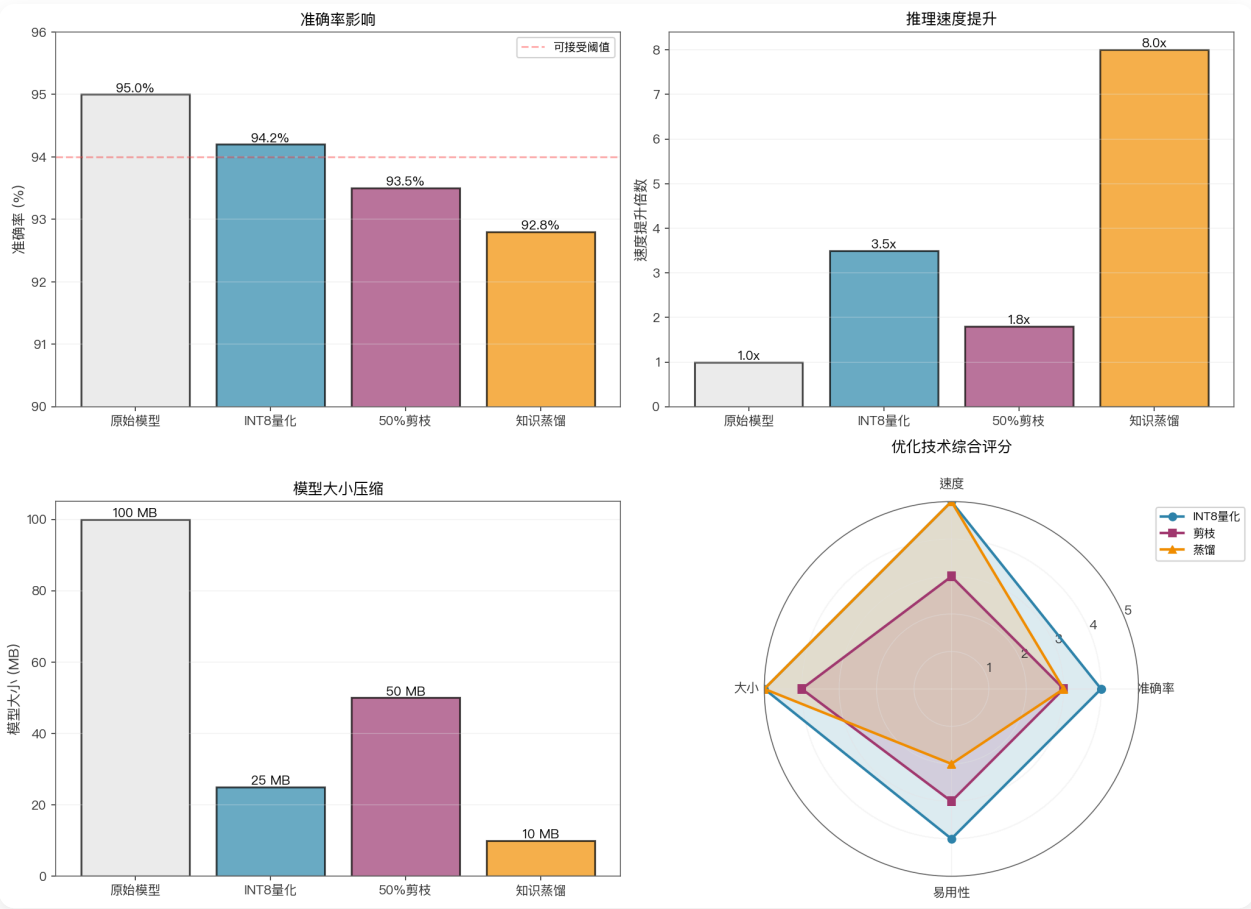 准确率影响
96
95
94
93
92
91
90
准确率 (%)
可接受阈值
95.0%
94.2%
93.5%
92.8%
原始模型
INT8量化
50%剪枝
知识蒸馏
推理速度提升
8
7
6
5
4
3
2
1
0
速度提升倍数
1.0x
3.5x
1.8x
8.0x
原始模型
INT8量化
50%剪枝
知识蒸馏
模型大小压缩
100
80
60
40
20
0
模型大小 (MB)
100 MB
25 MB
50 MB
10 MB
原始模型
INT8量化
50%剪枝
知识蒸馏
优化技术综合评分
速度
INT8量化
剪枝
蒸馏
5
4
3
2
1
大小
准确率
易用性